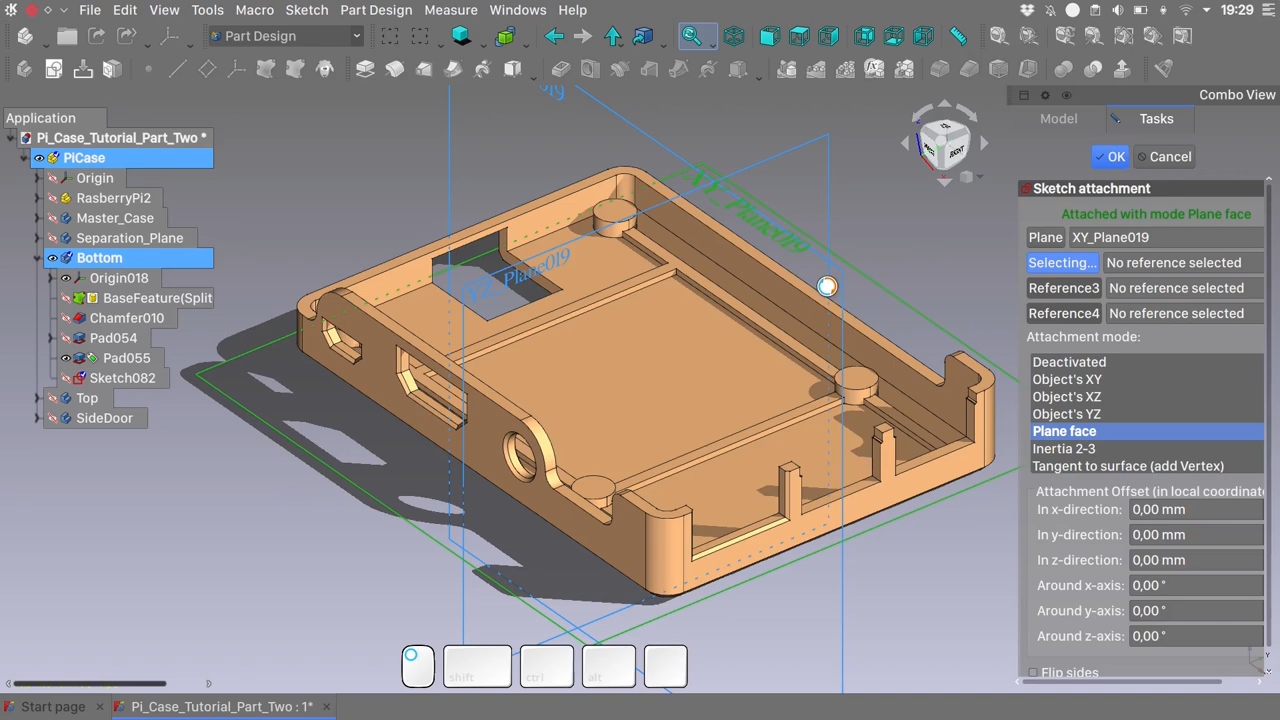 File Edit View Tools Macro Sketch Part Design Measure Windows Help 19:29
Part Design
Application
Pi_Case_Tutorial_Part_Two *
PiCase
Origin
RasberryPi2
Master_Case
Separation_Plane
Bottom
Origin018
BaseFeature(Split
Chamfer010
Pad054
Pad055
Sketch082
Top
SideDoor
XY_Plane019
YZ_Plane019
RIGHT
Combo View
Model Tasks
OK Cancel
Sketch attachment
Attached with mode Plane face
Plane XY_Plane019
Selecting... No reference selected
Reference3 No reference selected
Reference4 No reference selected
Attachment mode:
Deactivated
Object's XY
Object's XZ
Object's YZ
Plane face
Inertia 2-3
Tangent to surface (add Vertex)
Attachment Offset (in local coordinat
In x-direction: 0,00 mm
In y-direction: 0,00 mm
In z-direction: 0,00 mm
Around x-axis: 0,00 °
Around y-axis: 0,00 °
Around z-axis: 0,00 °
Flip sides
shift ctrl alt
Start page Pi_Case_Tutorial_Part_Two : 1*